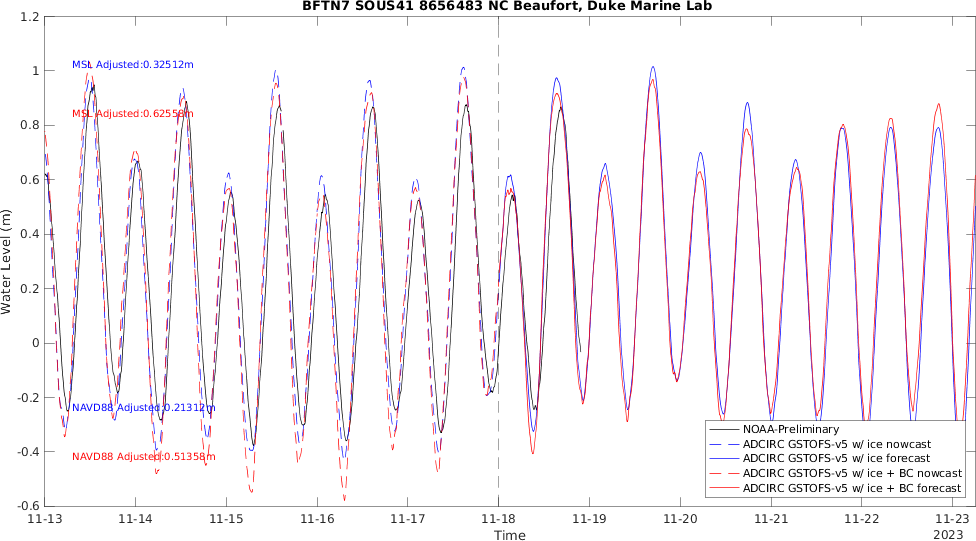 BFTN7 SOUS41 8656483 NC Beaufort, Duke Marine Lab
1.2
1
0.8
0.6
0.4
0.2
0
-0.2
-0.4
-0.6
Water Level (m)
MSL Adjusted:0.32512m
MSL Adjusted:0.62558m
NAVD88 Adjusted:0.21312m
NAVD88 Adjusted:0.51358m
NOAA-Preliminary
ADCIRC GSTOFS-v5 w/ ice nowcast
ADCIRC GSTOFS-v5 w/ ice forecast
ADCIRC GSTOFS-v5 w/ ice + BC nowcast
ADCIRC GSTOFS-v5 w/ ice + BC forecast
11-13 11-14 11-15 11-16 11-17 11-18 11-19 11-20 11-21 11-22 11-23
Time
2023